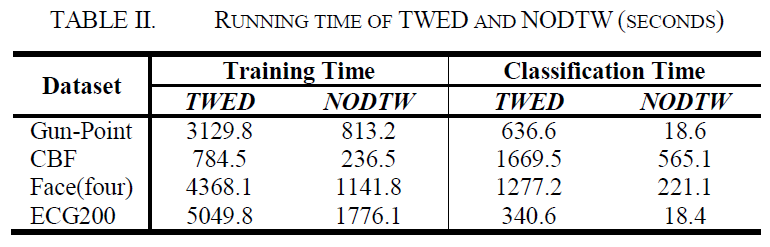 TABLE II. RUNNING TIME OF TWED AND NODTW (SECONDS)
Dataset Training Time Classification Time
TWED NODTW TWED NODTW
Gun-Point 3129.8 813.2 636.6 18.6
CBF 784.5 236.5 1669.5 565.1
Face(four) 4368.1 1141.8 1277.2 221.1
ECG200 5049.8 1776.1 340.6 18.4